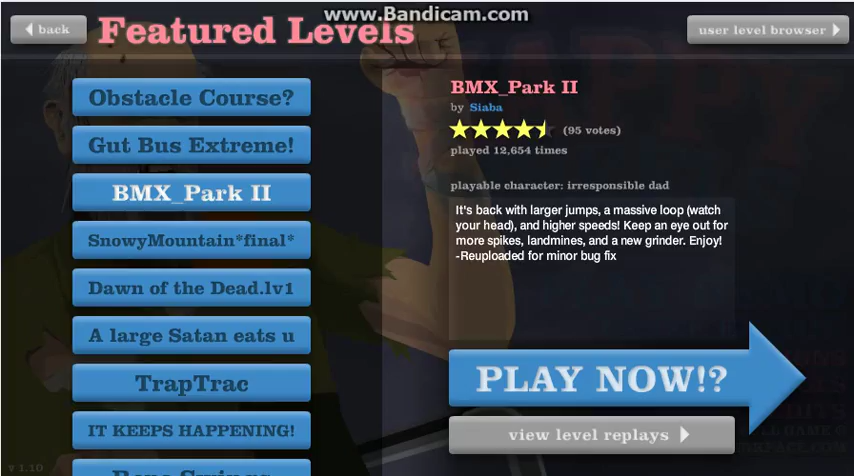 www.Bandicam.com
back
Featured Levels
user level browser
Obstacle Course?
Gut Bus Extreme!
BMX_Park II
SnowyMountain*final*
Dawn of the Dead.lv1
A large Satan eats u
TrapTrac
IT KEEPS HAPPENING!
v 1.10
BMX_Park II
by Siaba
(95 votes)
played 12,654 times
playable character: irresponsible dad
It's back with larger jumps, a massive loop (watch
your head), and higher speeds! Keep an eye out for
more spikes, landmines, and a new grinder. Enjoy!
-Reuploaded for minor bug fix
PLAY NOW!?
view level replays